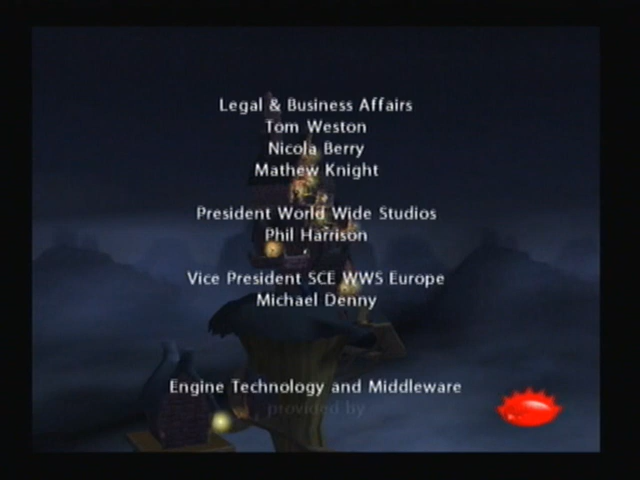 Legal & Business Affairs
Tom Weston
Nicola Berry
Mathew Knight
President World Wide Studios
Phil Harrison
Vice President SCE WWS Europe
Michael Denny
Engine Technology and Middleware
provided by